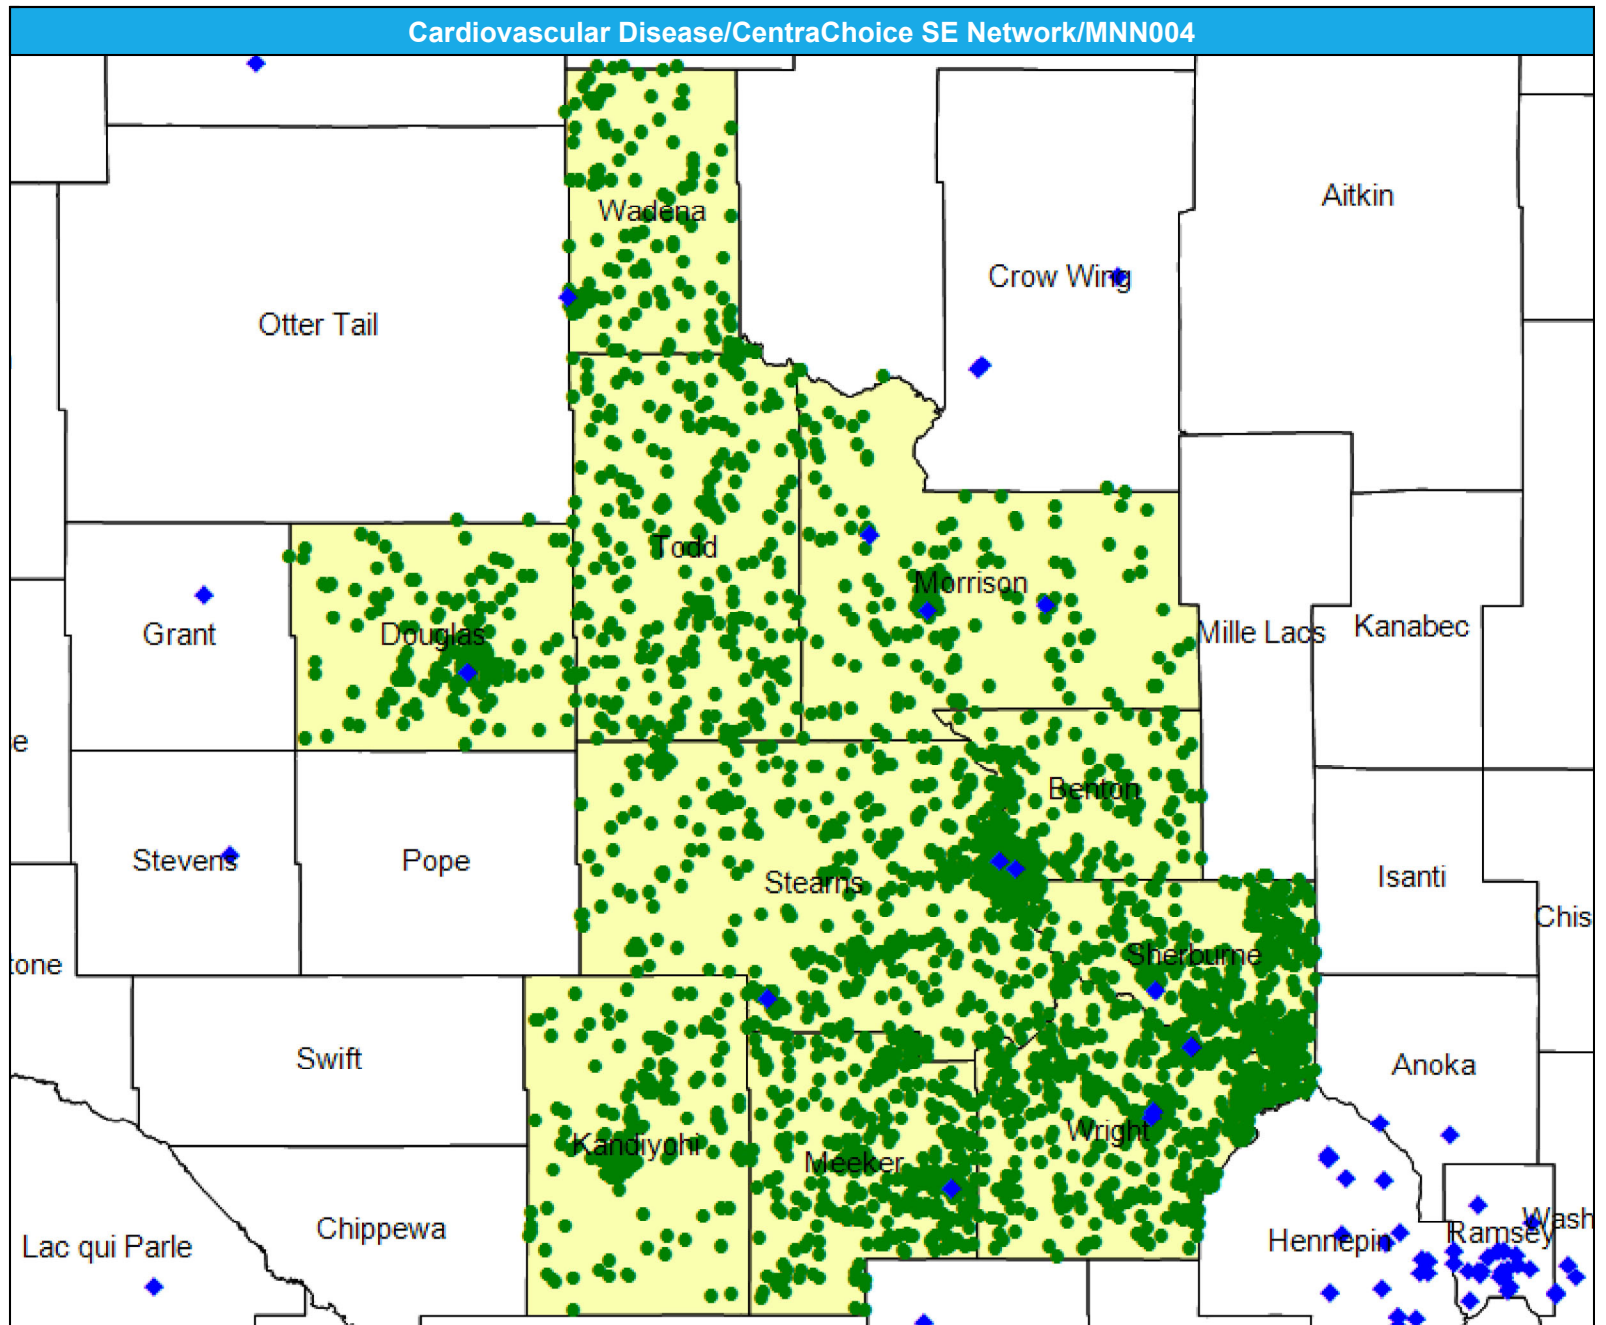 Cardiovascular Disease/CentraChoice SE Network/MNN004
Aitkin
Wadena
Crow Wing
Otter Tail
Todd
Morrison
Grant
Douglas
Mille Lacs
Kanabec
e
Benton
Stevens
Pope
Stearns
Isanti
Chis
Sherburne
tone
Swift
Anoka
Kandiyohi
Wright
Meeker
Chippewa
Lac qui Parle
Hennepin
Ramsey
Wash